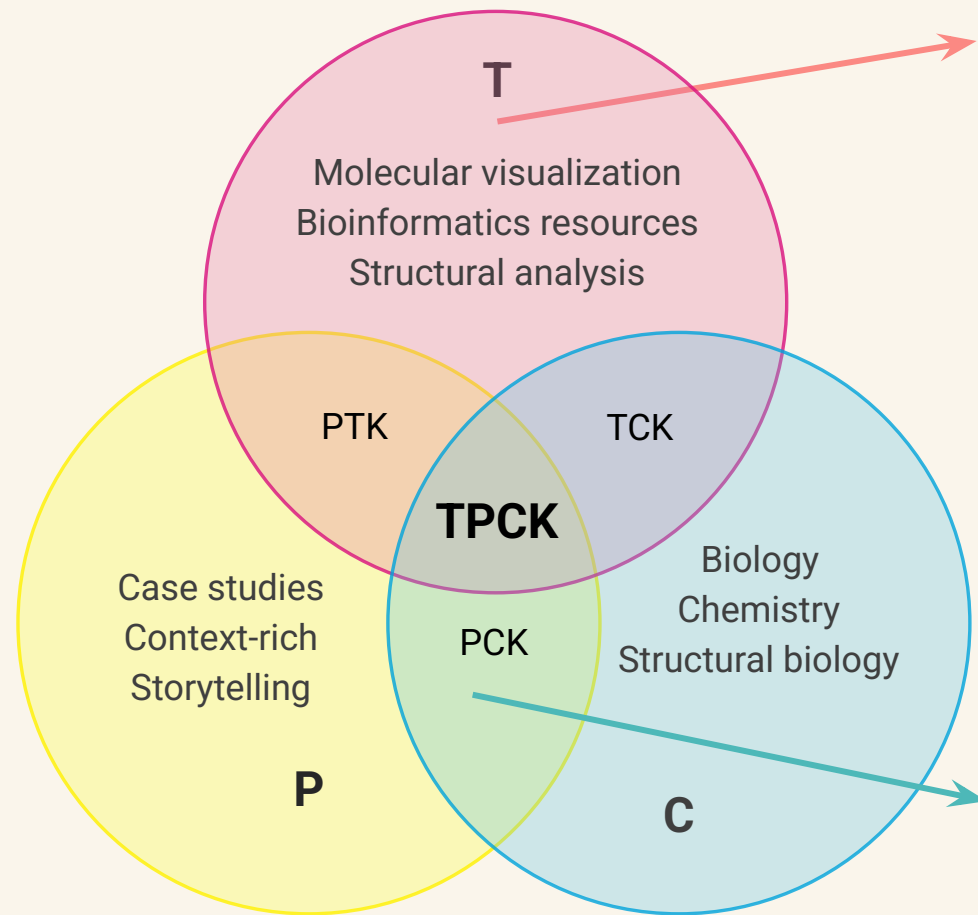 T
Molecular visualization
Bioinformatics resources
Structural analysis
PTK
TCK
TPCK
Case studies
Context-rich
Storytelling
PCK
Biology
Chemistry
Structural biology
P
C